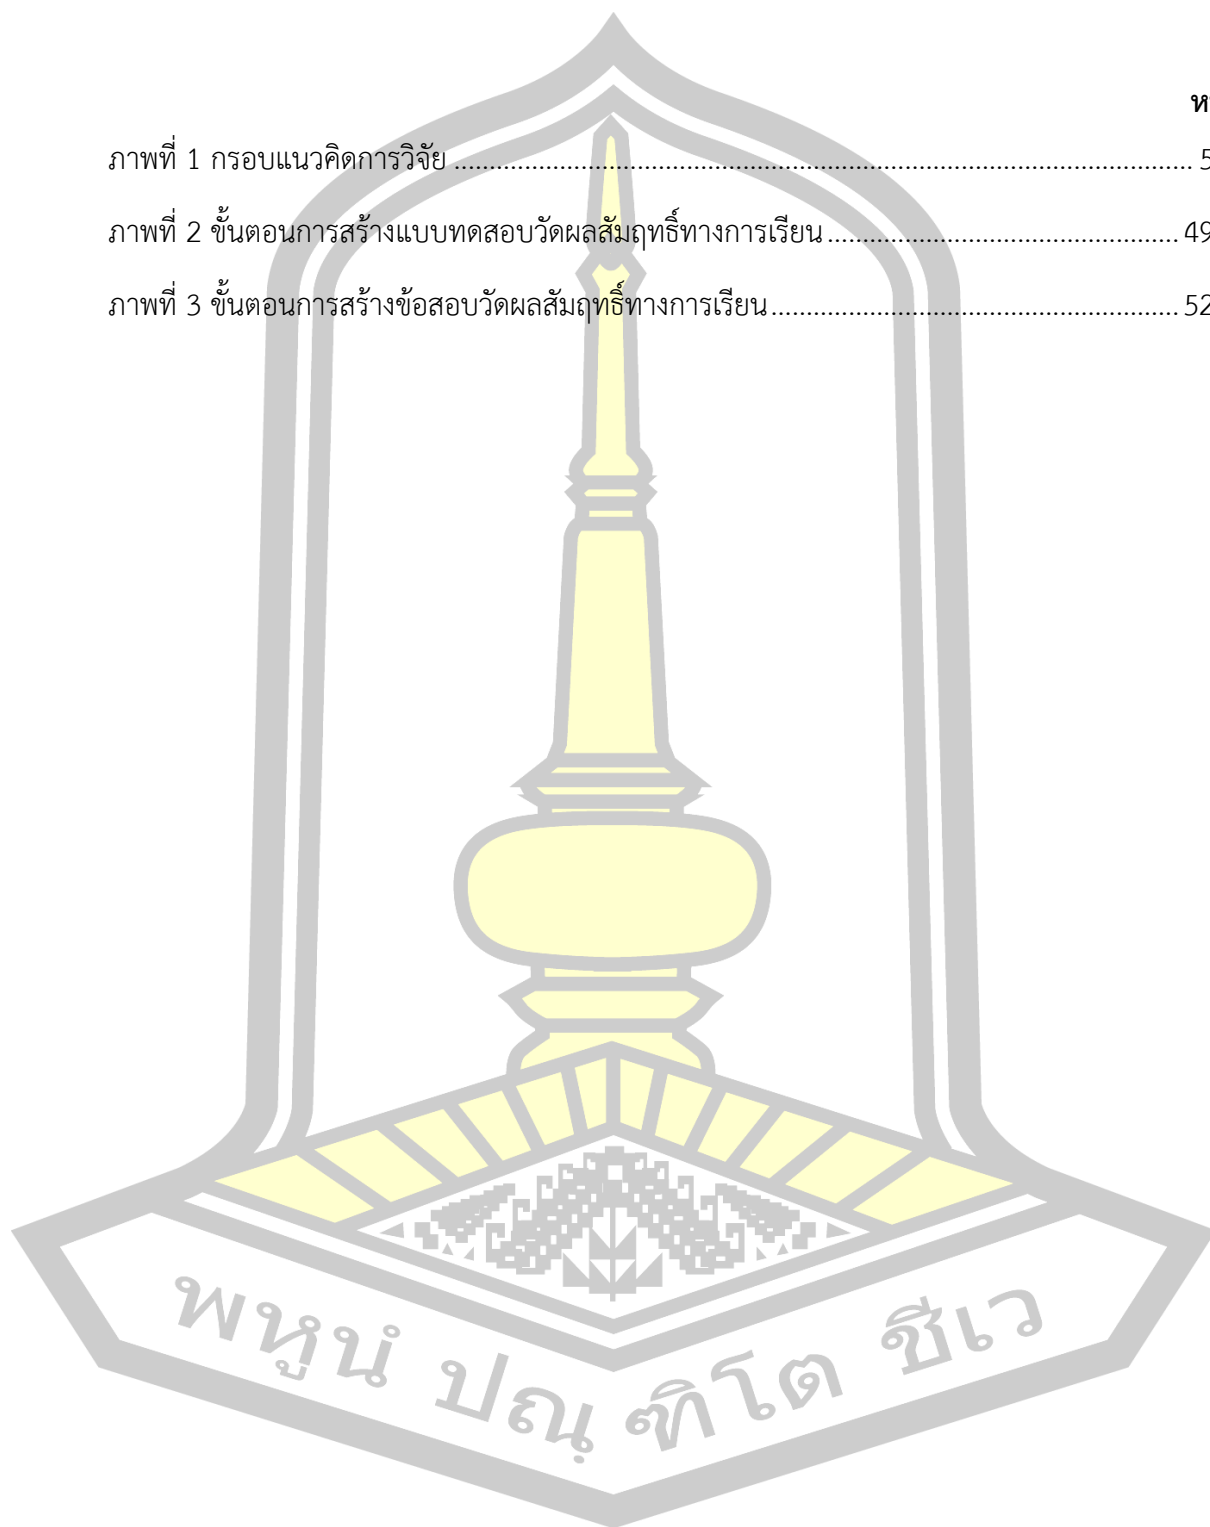 ภาพที่ 1 กรอบแนวคิดการวิจัย ........................................................................................................ 5
ภาพที่ 2 ขั้นตอนการสร้างแบบทดสอบวัดผลสัมฤทธิ์ทางการเรียน .................................................. 49
ภาพที่ 3 ขั้นตอนการสร้างข้อสอบวัดผลสัมฤทธิ์ทางการเรียน .......................................................... 52
พหูนํ ปณฺ ฑิโต ชีเว